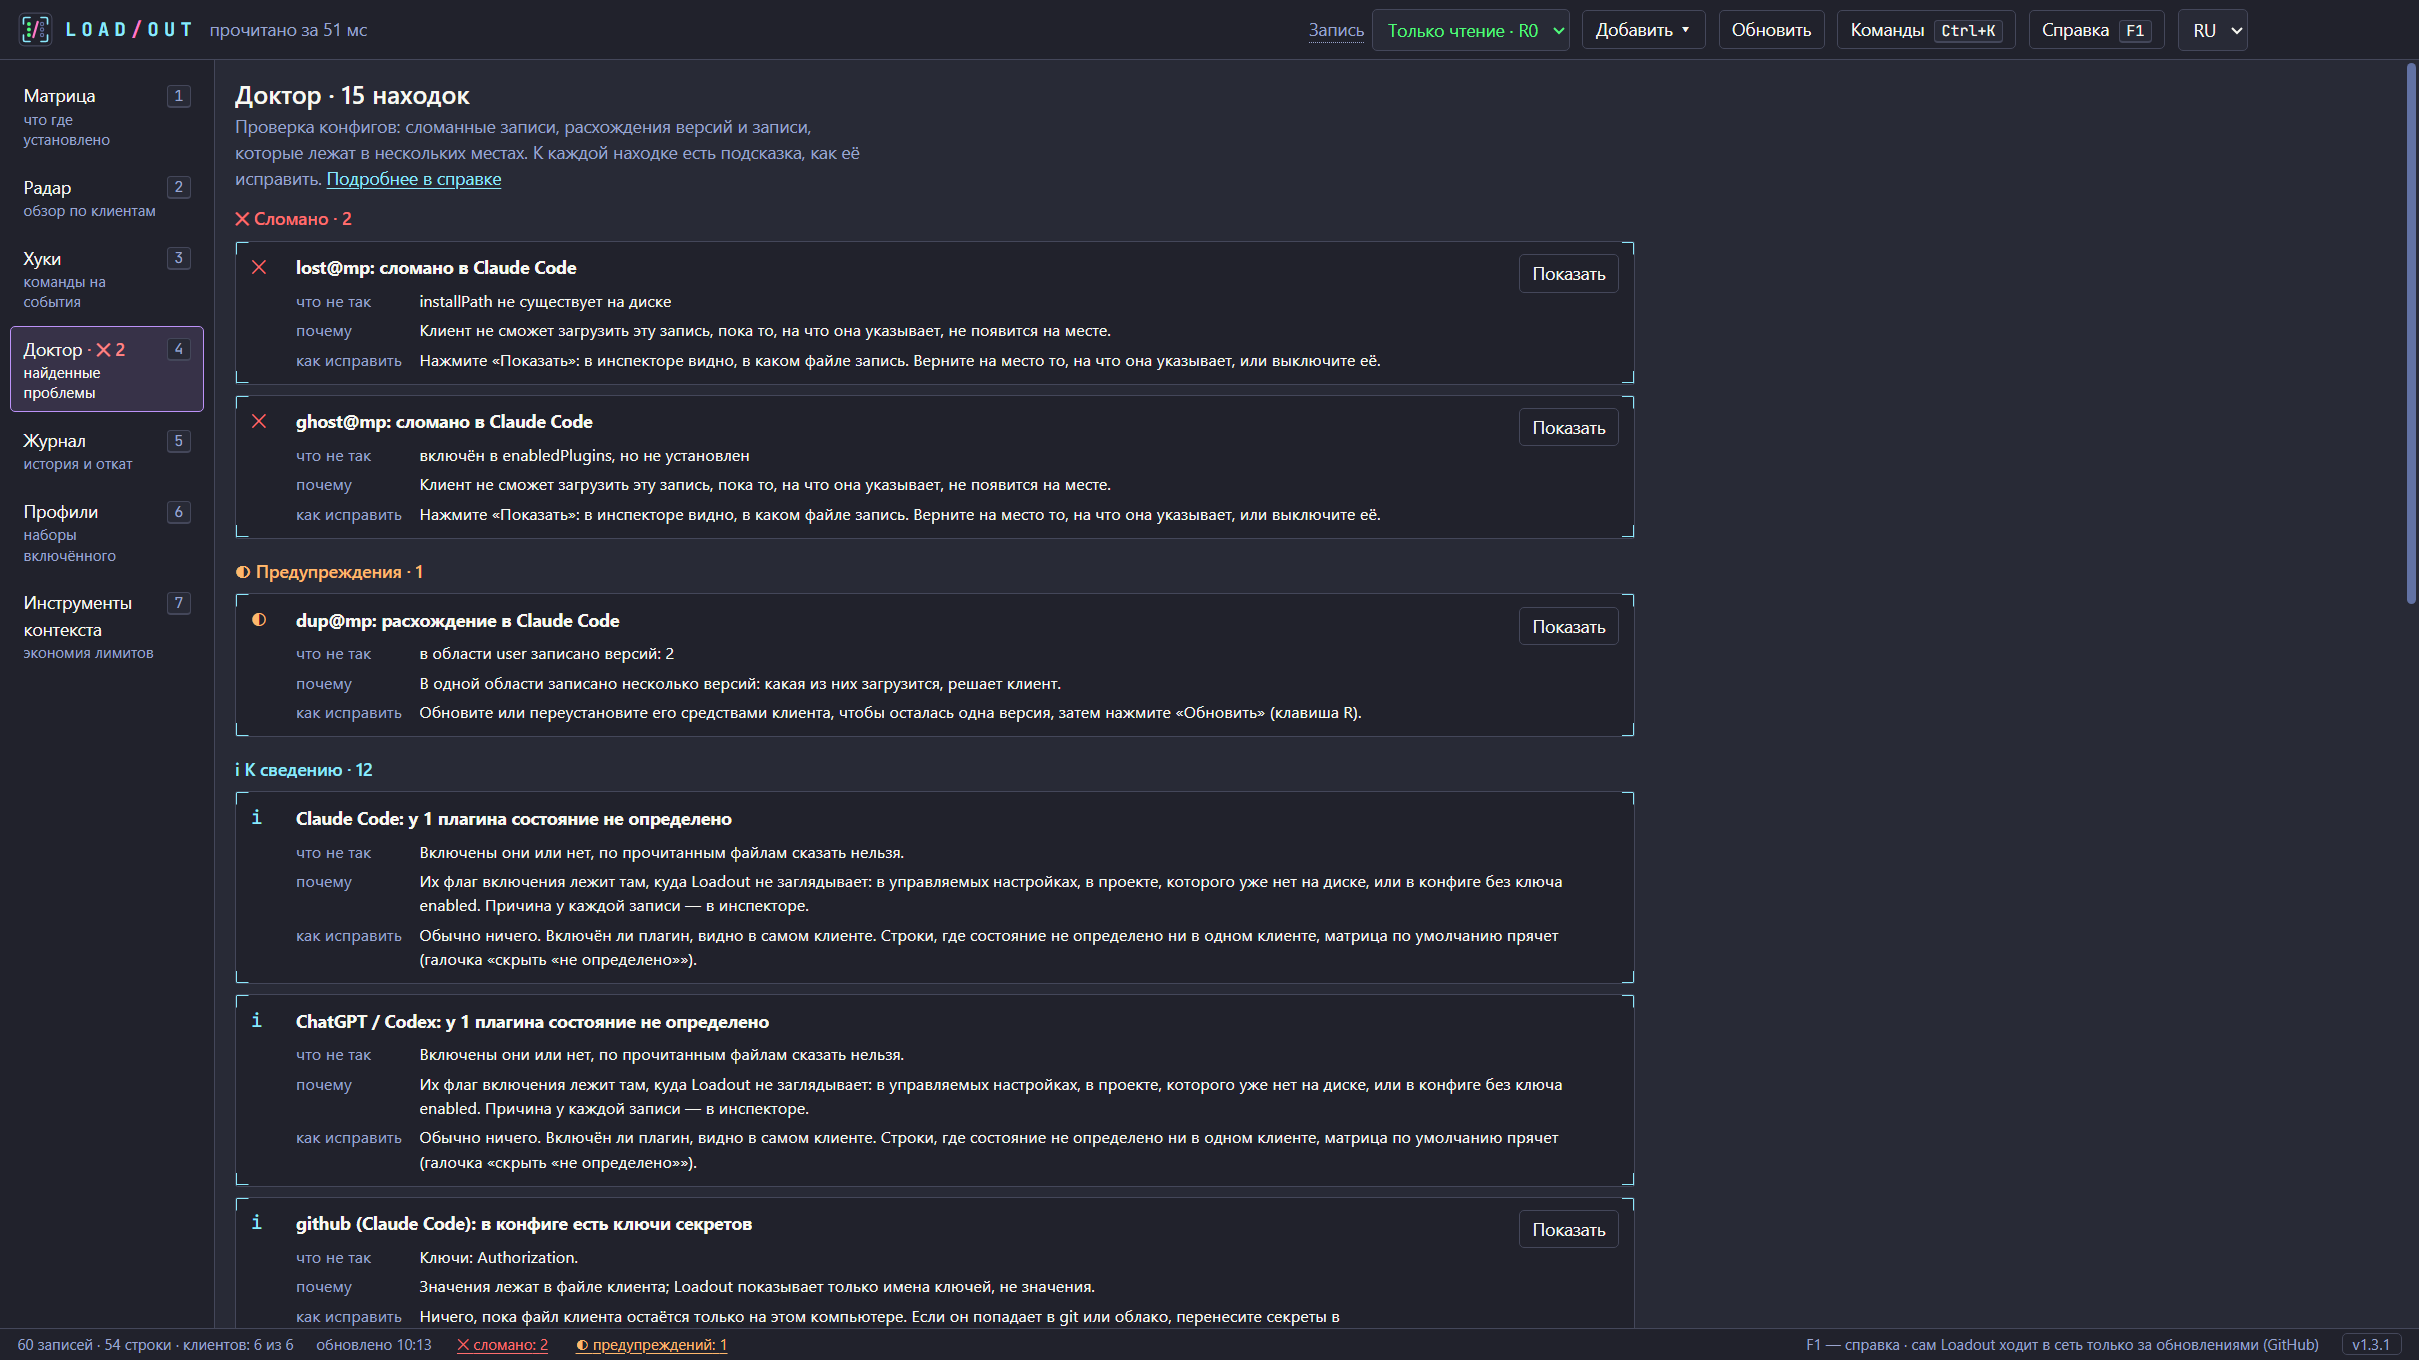 LOAD/OUT прочитано за 51 мс
Запись Только чтение · R0 Добавить ▾ Обновить Команды Ctrl+K Справка F1 RU
Матрица 1
что где
установлено
Радар 2
обзор по клиентам
Хуки 3
команды на
события
Доктор · ✕ 2 4
найденные
проблемы
Журнал 5
история и откат
Профили 6
наборы
включённого
Инструменты 7
контекста
экономия лимитов
Доктор · 15 находок
Проверка конфигов: сломанные записи, расхождения версий и записи,
которые лежат в нескольких местах. К каждой находке есть подсказка, как её
исправить. Подробнее в справке
✕ Сломано · 2
✕ lost@mp: сломано в Claude Code Показать
что не так installPath не существует на диске
почему Клиент не сможет загрузить эту запись, пока то, на что она указывает, не появится на месте.
как исправить Нажмите «Показать»: в инспекторе видно, в каком файле запись. Верните на место то, на что она указывает, или выключите её.
✕ ghost@mp: сломано в Claude Code Показать
что не так включён в enabledPlugins, но не установлен
почему Клиент не сможет загрузить эту запись, пока то, на что она указывает, не появится на месте.
как исправить Нажмите «Показать»: в инспекторе видно, в каком файле запись. Верните на место то, на что она указывает, или выключите её.
◐ Предупреждения · 1
◐ dup@mp: расхождение в Claude Code Показать
что не так в области user записано версий: 2
почему В одной области записано несколько версий: какая из них загрузится, решает клиент.
как исправить Обновите или переустановите его средствами клиента, чтобы осталась одна версия, затем нажмите «Обновить» (клавиша R).
i К сведению · 12
i Claude Code: у 1 плагина состояние не определено
что не так Включены они или нет, по прочитанным файлам сказать нельзя.
почему Их флаг включения лежит там, куда Loadout не заглядывает: в управляемых настройках, в проекте, которого уже нет на диске, или в конфиге без ключа
enabled. Причина у каждой записи — в инспекторе.
как исправить Обычно ничего. Включён ли плагин, видно в самом клиенте. Строки, где состояние не определено ни в одном клиенте, матрица по умолчанию прячет
(галочка «скрыть «не определено»»).
i ChatGPT / Codex: у 1 плагина состояние не определено
что не так Включены они или нет, по прочитанным файлам сказать нельзя.
почему Их флаг включения лежит там, куда Loadout не заглядывает: в управляемых настройках, в проекте, которого уже нет на диске, или в конфиге без ключа
enabled. Причина у каждой записи — в инспекторе.
как исправить Обычно ничего. Включён ли плагин, видно в самом клиенте. Строки, где состояние не определено ни в одном клиенте, матрица по умолчанию прячет
(галочка «скрыть «не определено»»).
i github (Claude Code): в конфиге есть ключи секретов Показать
что не так Ключи: Authorization.
почему Значения лежат в файле клиента; Loadout показывает только имена ключей, не значения.
как исправить Ничего, пока файл клиента остаётся только на этом компьютере. Если он попадает в git или облако, перенесите секреты в
60 записей · 54 строки · клиентов: 6 из 6 обновлено 10:13 ✕ сломано: 2 ◐ предупреждений: 1 F1 — справка · сам Loadout ходит в сеть только за обновлениями (GitHub) v1.3.1